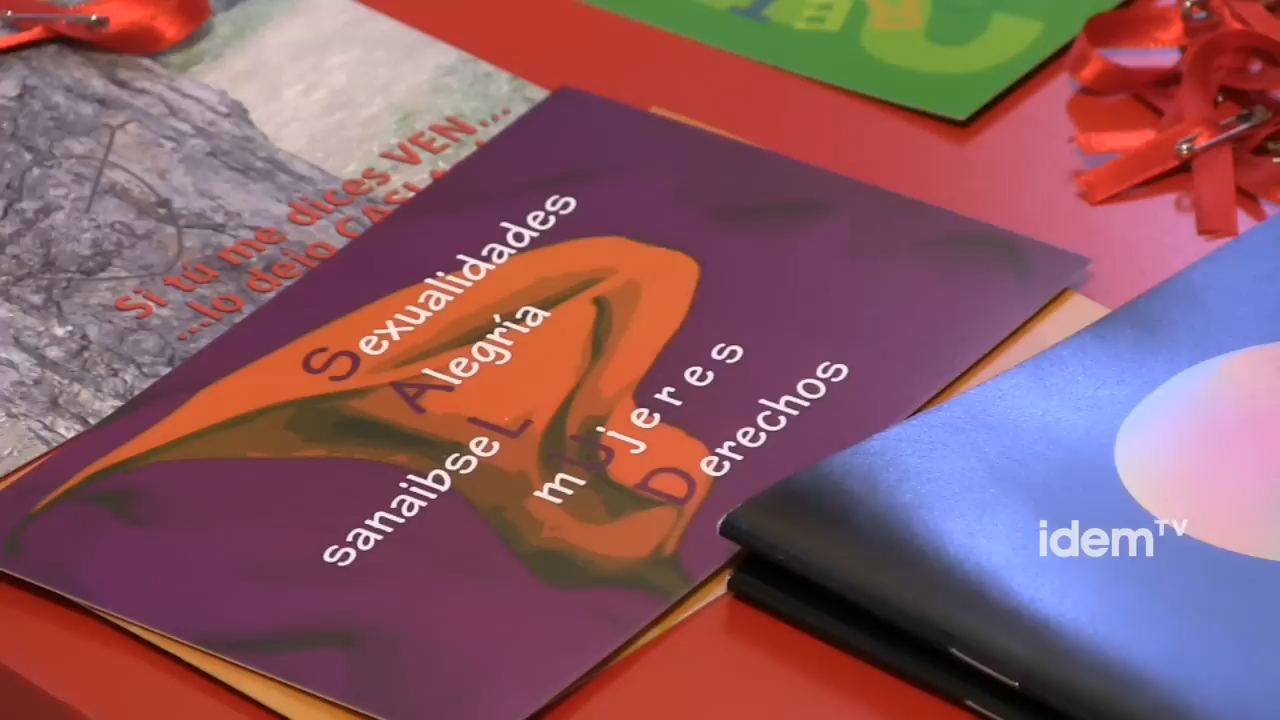 Si tú me dices VEN...
...lo dejo
Sexualidades
Alegría
sanaibseL
mUjeres
Derechos
idemTV